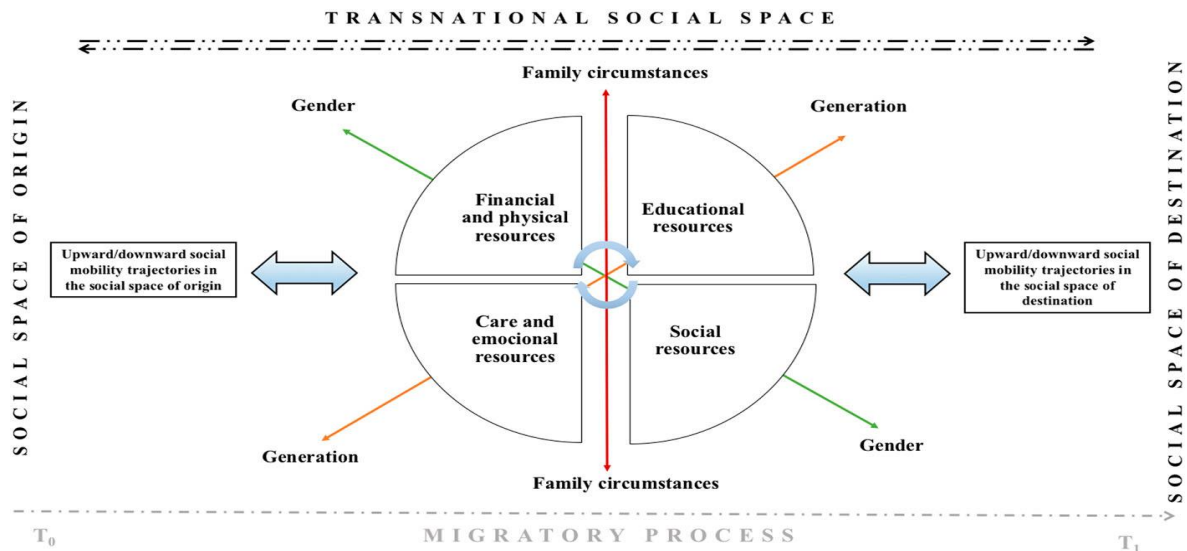 TRANSNATIONAL SOCIAL SPACE
Family circumstances
Gender
Generation
SOCIAL SPACE OF ORIGIN
SOCIAL SPACE OF DESTINATION
Financial
and physical
resources
Educational
resources
Upward/downward social
mobility trajectories in
the social space of origin
Upward/downward social
mobility trajectories in
the social space of
destination
Care and
emocional
resources
Social
resources
Generation
Gender
Family circumstances
T0
MIGRATORY PROCESS
T1